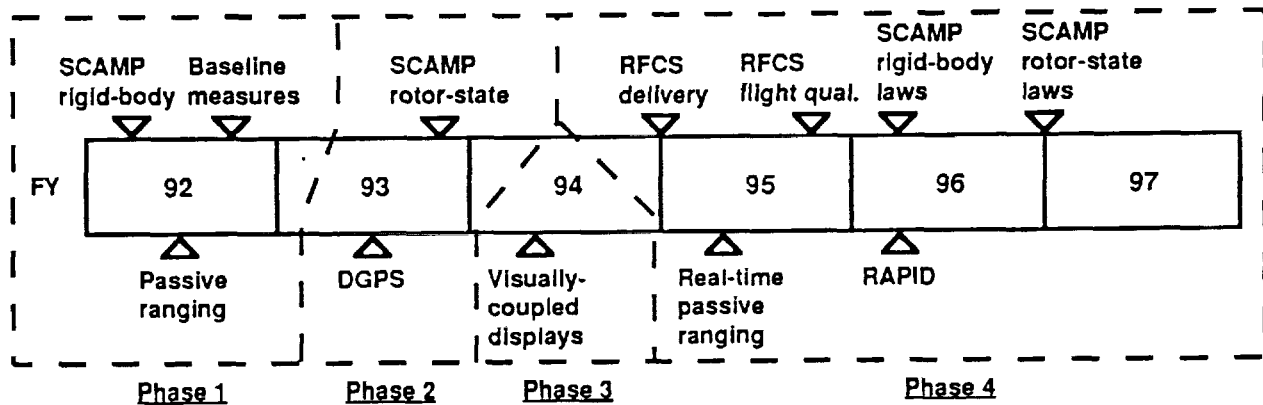 SCAMP
rigid-body
Baseline
measures
SCAMP
rotor-state
RFCS
delivery
RFCS
flight qual.
SCAMP
rigid-body
laws
SCAMP
rotor-state
laws
FY
92
93
94
95
96
97
Passive
ranging
DGPS
Visually-
coupled
displays
Real-time
passive
ranging
RAPID
Phase 1
Phase 2
Phase 3
Phase 4